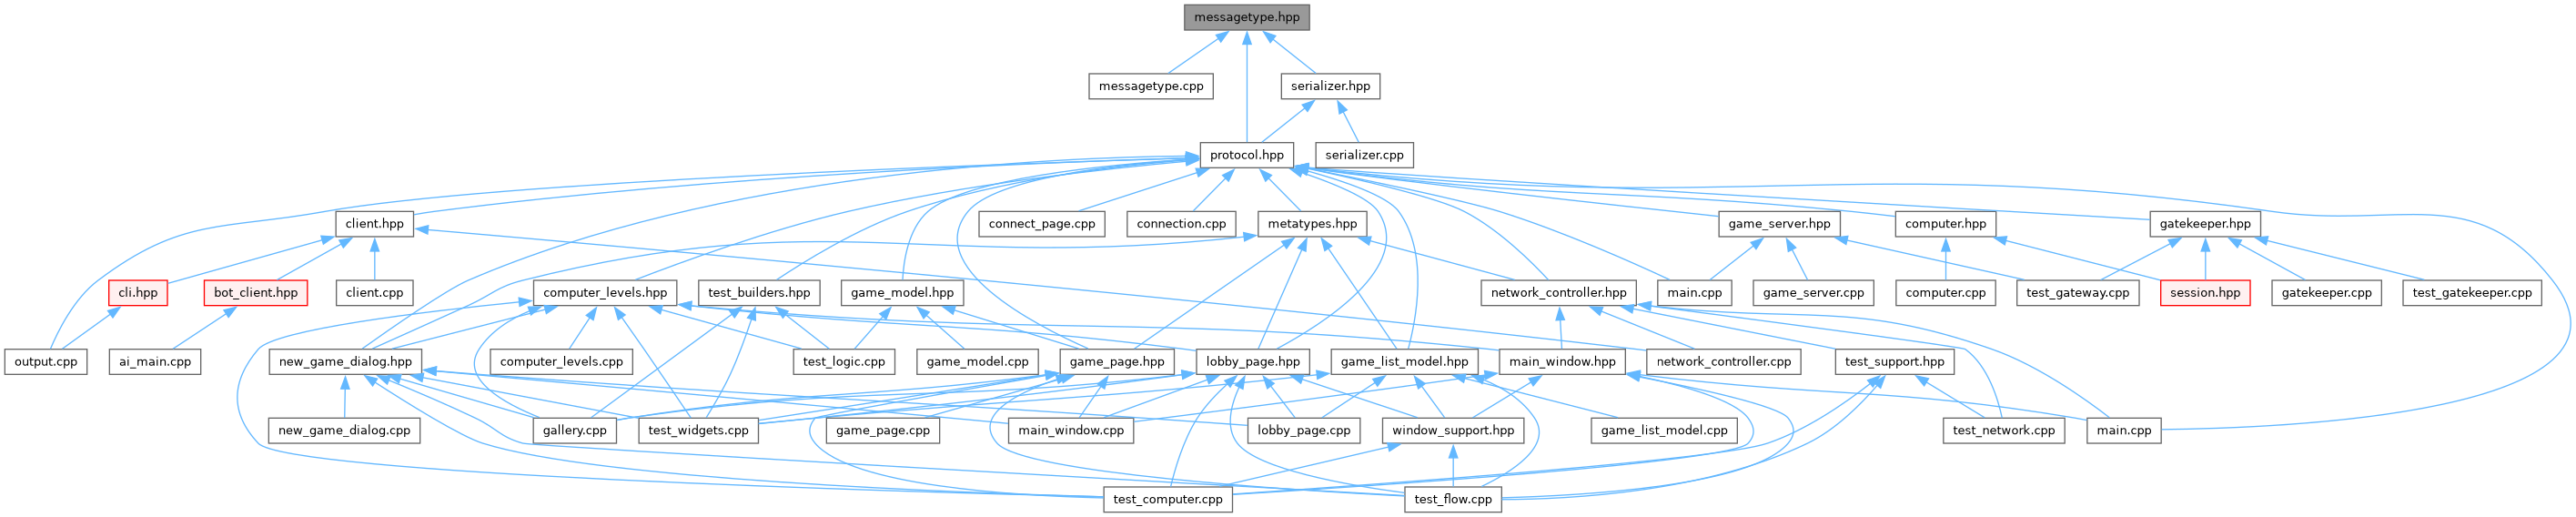 messagetype.hpp
messagetype.cpp
serializer.hpp
protocol.hpp
serializer.cpp
client.hpp
connect_page.cpp
connection.cpp
metatypes.hpp
game_server.hpp
computer.hpp
gatekeeper.hpp
cli.hpp
bot_client.hpp
client.cpp
computer_levels.hpp
test_builders.hpp
game_model.hpp
network_controller.hpp
main.cpp
game_server.cpp
computer.cpp
test_gateway.cpp
session.hpp
gatekeeper.cpp
test_gatekeeper.cpp
output.cpp
ai_main.cpp
new_game_dialog.hpp
computer_levels.cpp
test_logic.cpp
game_model.cpp
game_page.hpp
lobby_page.hpp
game_list_model.hpp
main_window.hpp
network_controller.cpp
test_support.hpp
new_game_dialog.cpp
gallery.cpp
test_widgets.cpp
game_page.cpp
main_window.cpp
lobby_page.cpp
window_support.hpp
game_list_model.cpp
test_network.cpp
main.cpp
test_computer.cpp
test_flow.cpp